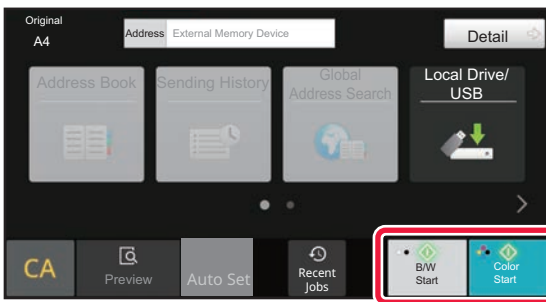 Original
A4
Address External Memory Device
Detail
Address Book
Sending History
Global
Address Search
Local Drive/
USB
CA
Preview
Auto Set
Recent
Jobs
B/W
Start
Color
Start